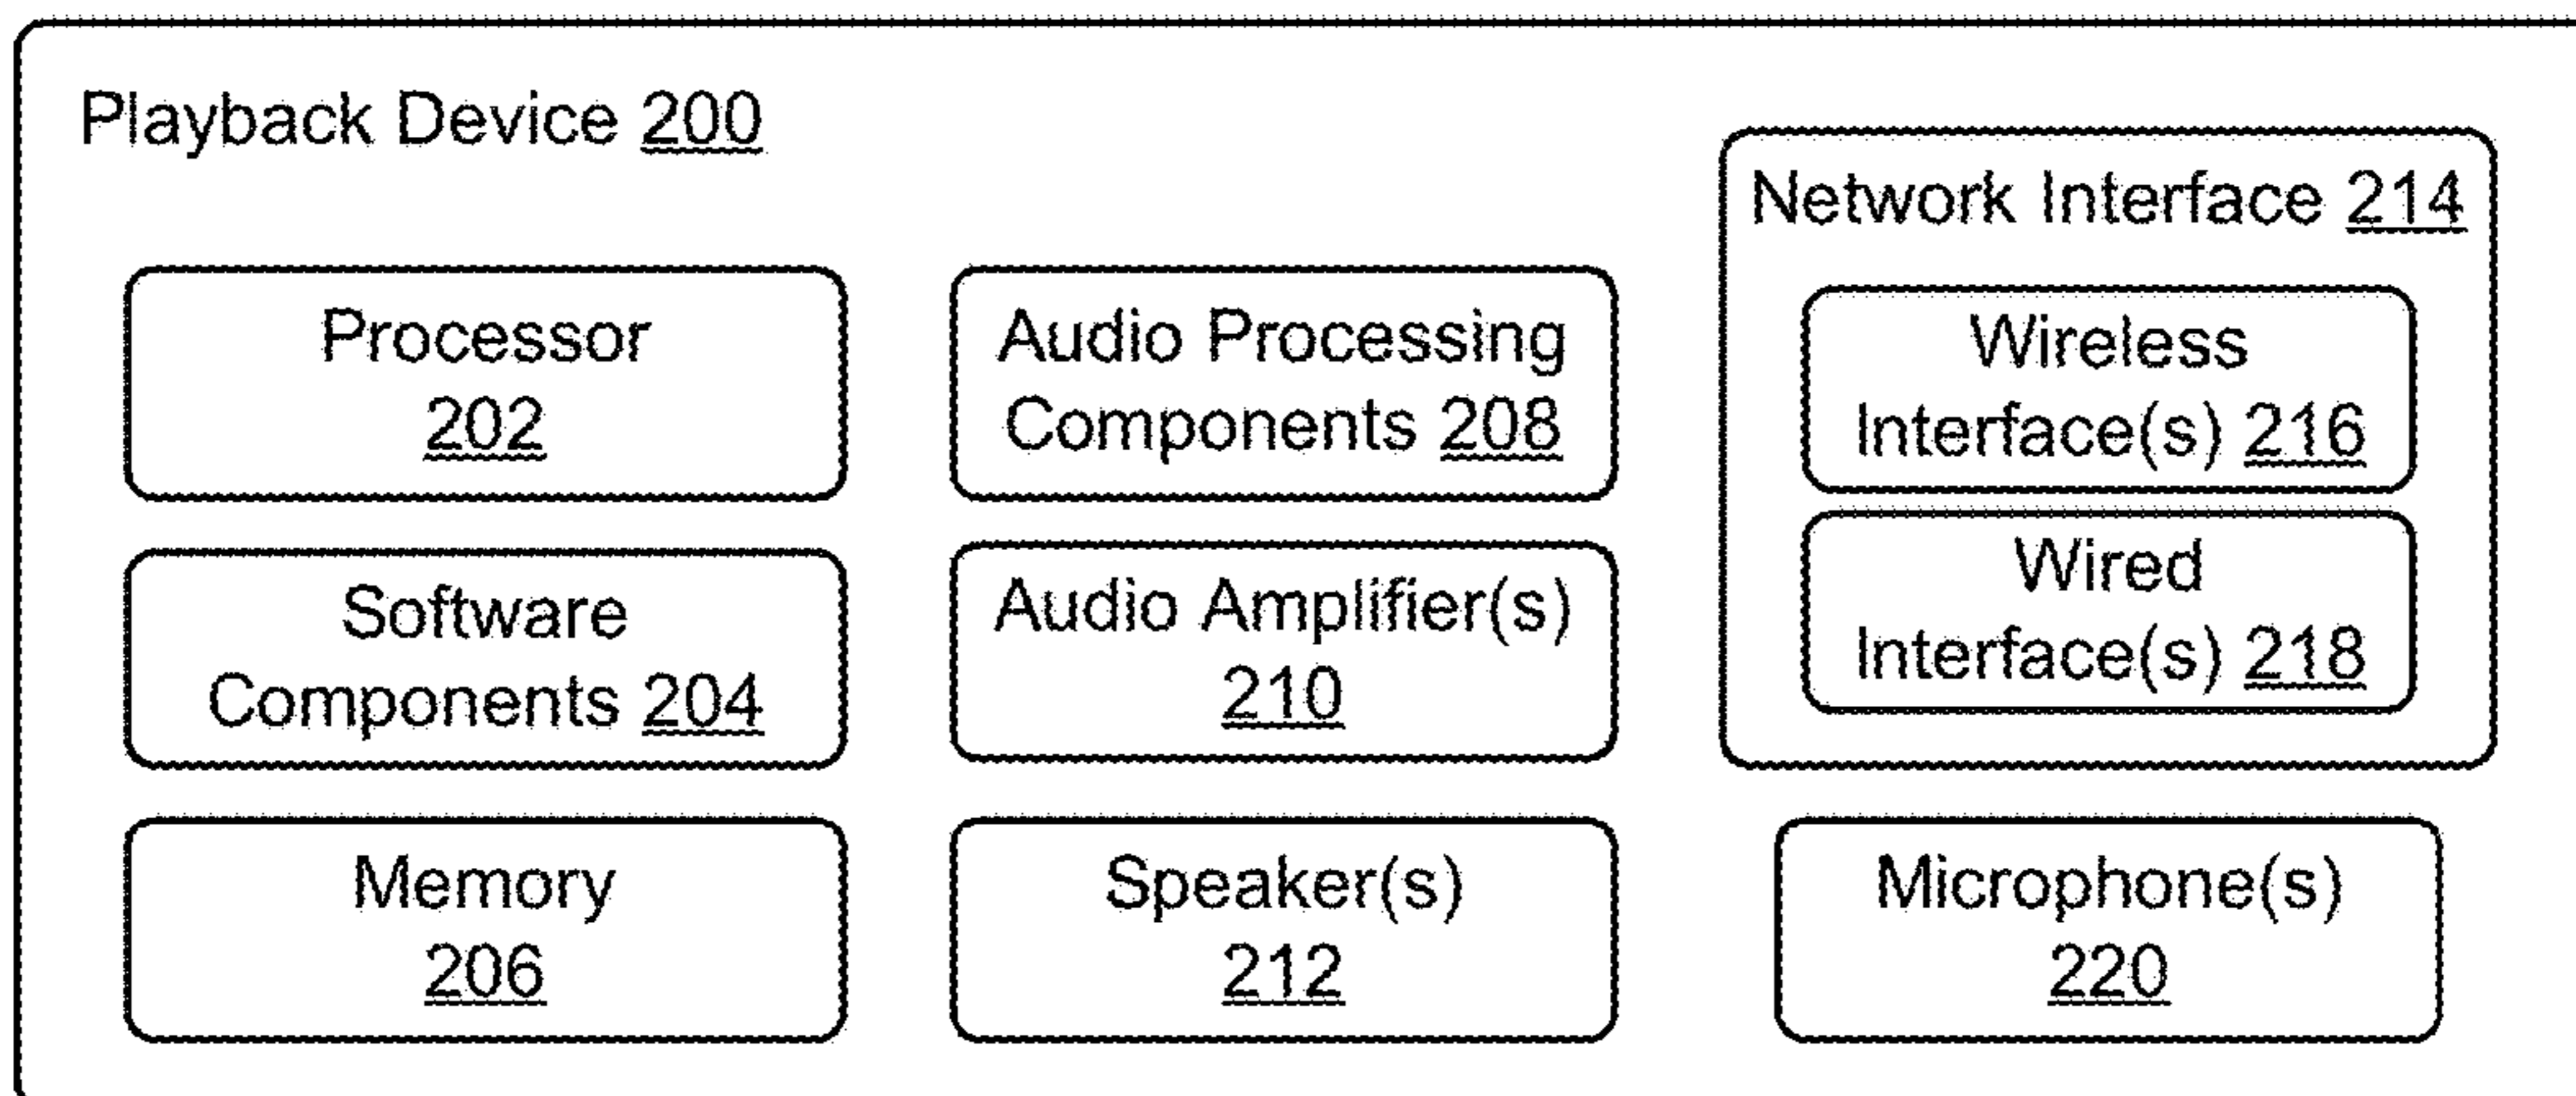 Playback Device 200
Processor
202
Software
Components 204
Memory
206
Audio Processing
Components 208
Audio Amplifier(s)
210
Speaker(s)
212
Network Interface 214
Wireless
Interface(s) 216
Wired
Interface(s) 218
Microphone(s)
220